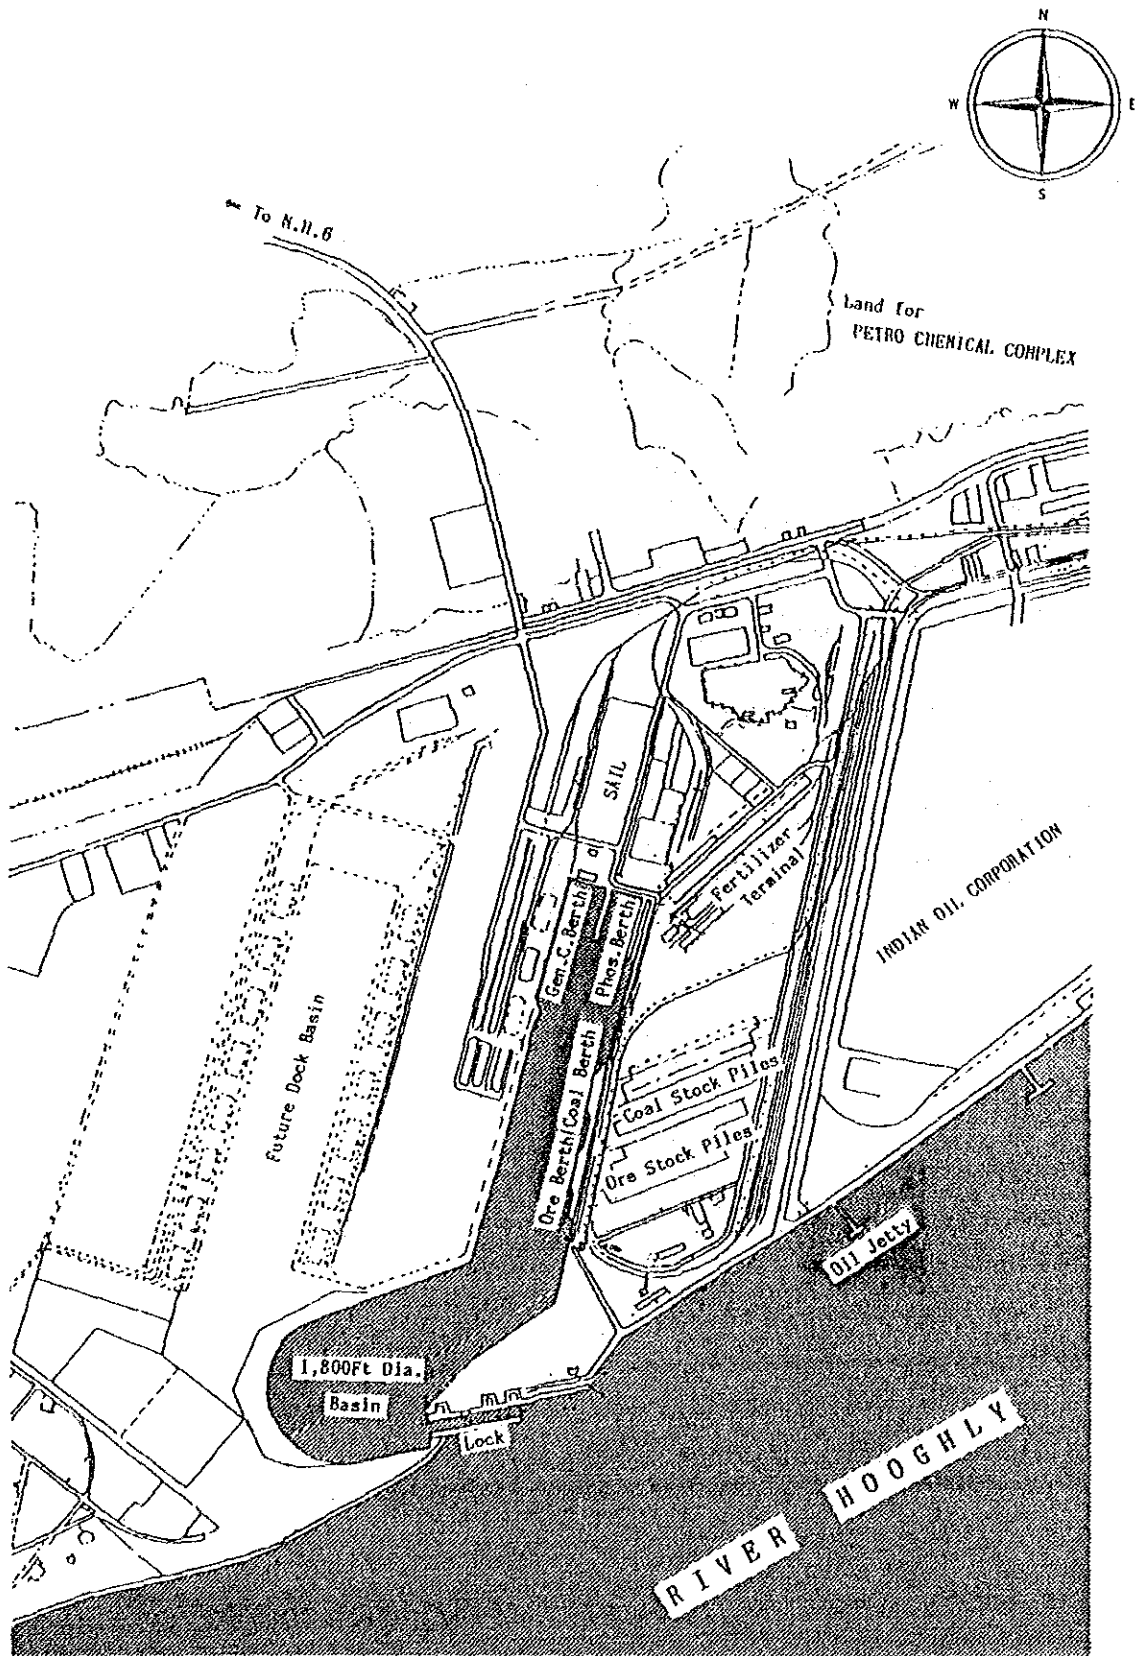 N
W
E
S
To N.H.6
Land for
PETRO CHEMICAL COMPLEX
SAIL
Fertilizer
Terminal
INDIAN OIL CORPORATION
Gen.C.Berth
Phos.Berth
Future Dock Basin
Ore Berth
Coal Berth
Coal Stock Piles
Ore Stock Piles
Oil Jetty
1,800Ft Dia.
Basin
Lock
RIVER HOOGHLY